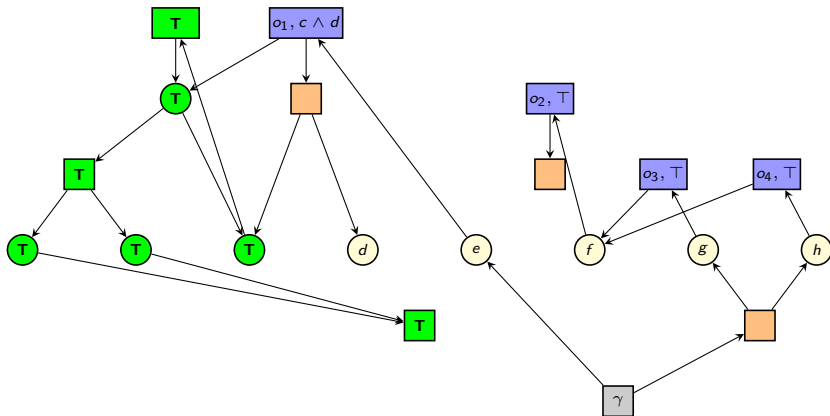 T
o₁, c ∧ d
T
o₂, ⊤
T
o₃, ⊤
o₄, ⊤
T
T
T
d
e
f
g
h
T
γ